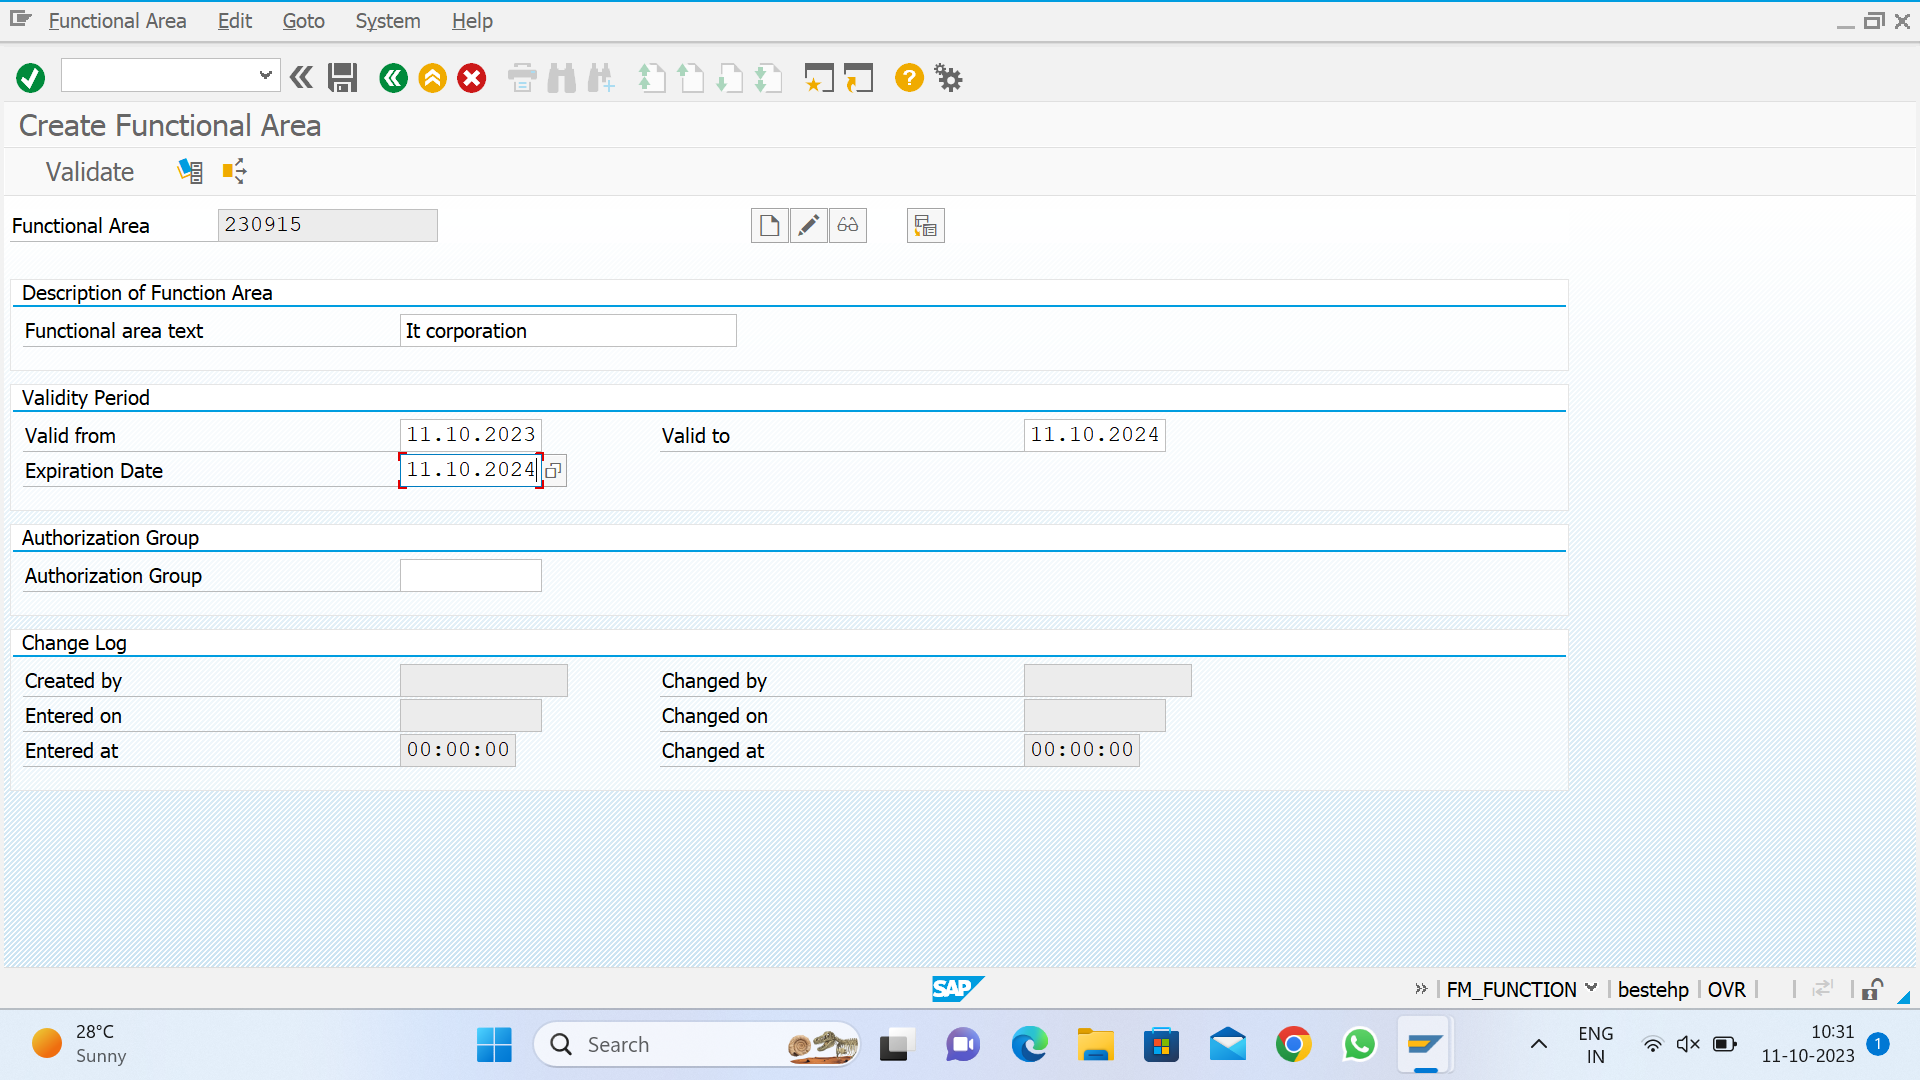 Functional Area Edit Goto System Help
Create Functional Area
Validate
Functional Area 230915
Description of Function Area
Functional area text It corporation
Validity Period
Valid from 11.10.2023 Valid to 11.10.2024
Expiration Date 11.10.2024
Authorization Group
Authorization Group
Change Log
Created by Changed by
Entered on Changed on
Entered at 00:00:00 Changed at 00:00:00
SAP FM_FUNCTION bestehp OVR
28°C
Sunny
Search
ENG
IN
10:31
11-10-2023
1